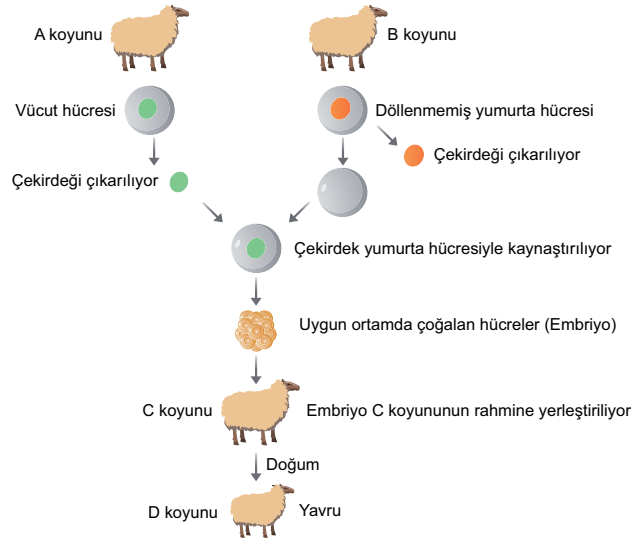 A koyunu
B koyunu
Vücut hücresi
Döllenmemiş yumurta hücresi
Çekirdeği çıkarılıyor
Çekirdeği çıkarılıyor
Çekirdek yumurta hücresiyle kaynaştırılıyor
Uygun ortamda çoğalan hücreler (Embriyo)
C koyunu
Embriyo C koyununun rahmine yerleştiriliyor
Doğum
D koyunu
Yavru